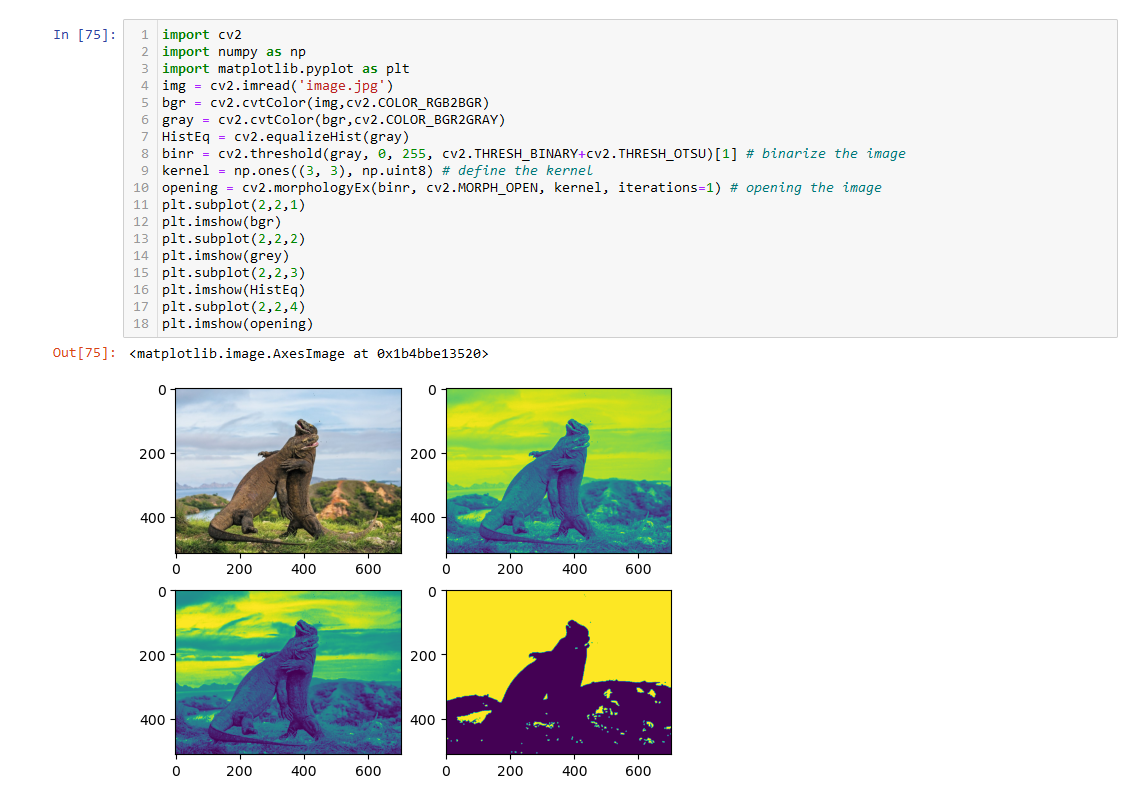 In [75]:
1 import cv2
2 import numpy as np
3 import matplotlib.pyplot as plt
4 img = cv2.imread('image.jpg')
5 bgr = cv2.cvtColor(img,cv2.COLOR_RGB2BGR)
6 gray = cv2.cvtColor(bgr,cv2.COLOR_BGR2GRAY)
7 HistEq = cv2.equalizeHist(gray)
8 binr = cv2.threshold(gray, 0, 255, cv2.THRESH_BINARY+cv2.THRESH_OTSU)[1] # binarize the image
9 kernel = np.ones((3, 3), np.uint8) # define the kernel
10 opening = cv2.morphologyEx(binr, cv2.MORPH_OPEN, kernel, iterations=1) # opening the image
11 plt.subplot(2,2,1)
12 plt.imshow(bgr)
13 plt.subplot(2,2,2)
14 plt.imshow(grey)
15 plt.subplot(2,2,3)
16 plt.imshow(HistEq)
17 plt.subplot(2,2,4)
18 plt.imshow(opening)
Out[75]: <matplotlib.image.AxesImage at 0x1b4bbe13520>
0
200
400
0 200 400 600
0
200
400
0 200 400 600
0
200
400
0 200 400 600
0
200
400
0 200 400 600